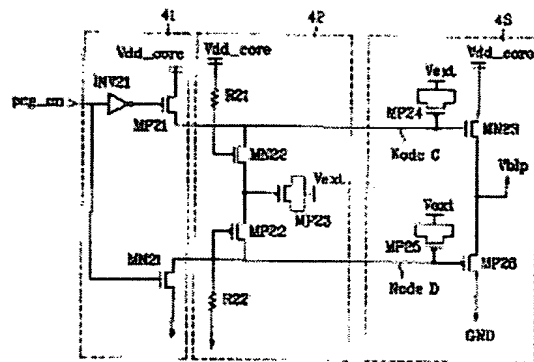 41
42
43
Vdd_core
Vdd_core
Vdd_core
INV21
R21
Vext
pcg_en
MP21
MP24
MN23
MN22
Node C
Vext
Vblp
MP23
Vext
MP22
MP25
MN21
MP26
R22
Node D
GND